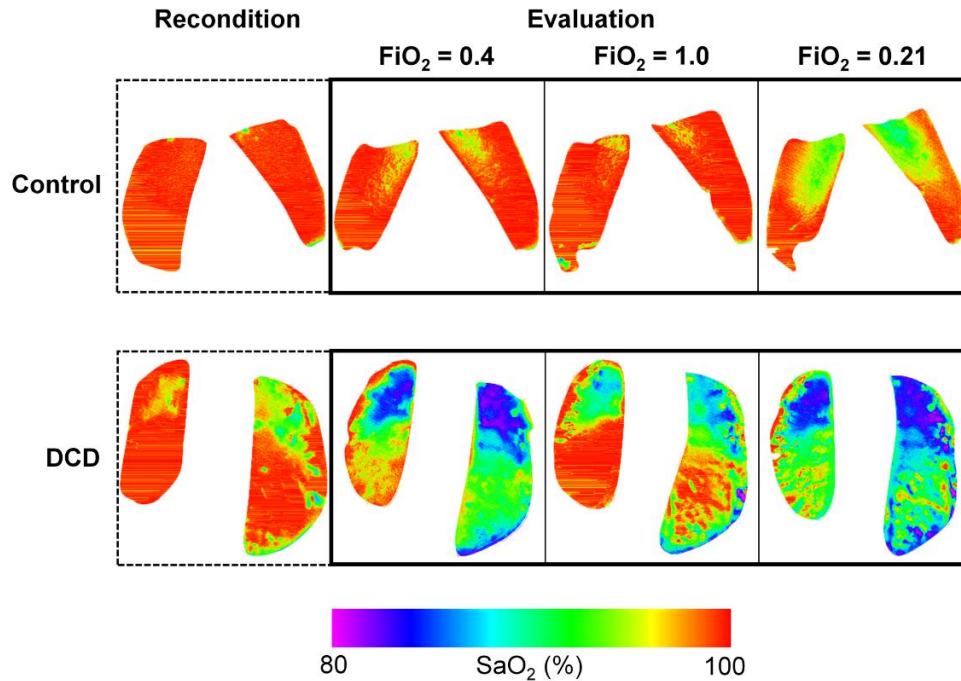 Recondition Evaluation
FiO₂ = 0.4 FiO₂ = 1.0 FiO₂ = 0.21
Control
DCD
80 SaO₂ (%) 100